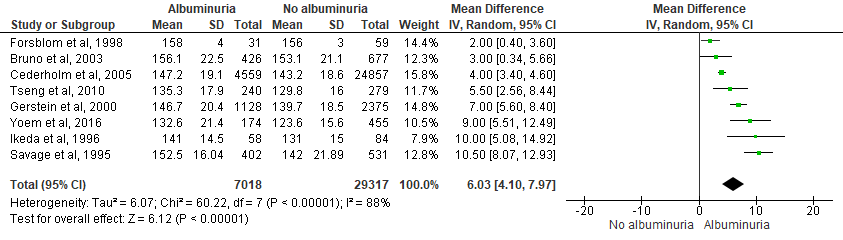 Albuminuria No albuminuria Mean Difference Mean Difference
Study or Subgroup Mean SD Total Mean SD Total Weight IV, Random, 95% CI IV, Random, 95% CI
Forsblom et al, 1998 158 4 31 156 3 59 14.4% 2.00 [0.40, 3.60]
Bruno et al, 2003 156.1 22.5 426 153.1 21.1 677 12.4% 3.00 [0.34, 5.66]
Cederholm et al, 2005 147.2 19.1 4559 143.2 18.6 24857 15.5% 4.00 [3.40, 4.60]
Tseng et al, 2010 135.3 17.9 240 129.8 16 279 11.9% 5.50 [2.56, 8.44]
Gerstein et al, 2000 146.7 20.4 1128 139.7 18.5 2375 14.6% 7.00 [5.60, 8.40]
Yoem et al, 2016 132.6 21.4 174 123.6 15.6 455 10.5% 9.00 [5.51, 12.49]
Ikeda et al, 1996 141 14.5 58 131 15 84 7.9% 10.00 [5.08, 14.92]
Savage et al, 1995 152.5 16.04 402 142 21.89 531 12.8% 10.50 [8.07, 12.93]
Total (95% CI) 7018 29317 100.0% 6.03 [4.10, 7.97]
Heterogeneity: Tau² = 6.07; Chi² = 60.22, df = 7 (P < 0.00001); I² = 88%
Test for overall effect: Z = 6.12 (P < 0.00001)
-20 -10 0 10 20
No albuminuria Albuminuria